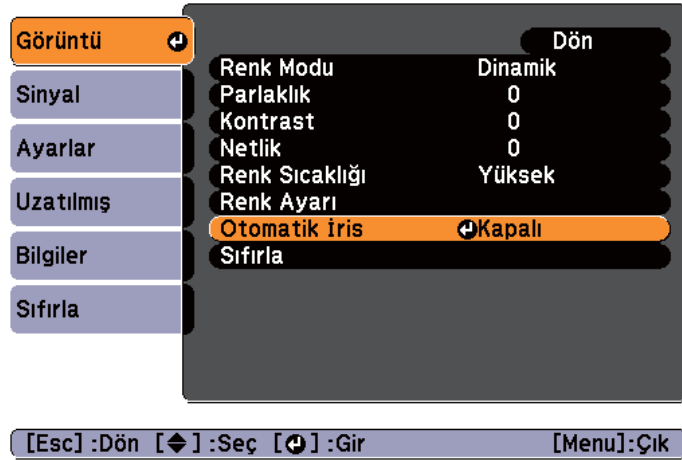 Görüntü
Sinyal
Ayarlar
Uzatılmış
Bilgiler
Sıfırla
Dön
Renk Modu Dinamik
Parlaklık 0
Kontrast 0
Netlik 0
Renk Sıcaklığı Yüksek
Renk Ayarı
Otomatik İris Kapalı
Sıfırla
[Esc] :Dön [◆] :Seç [↵] :Gir [Menu]:Çık